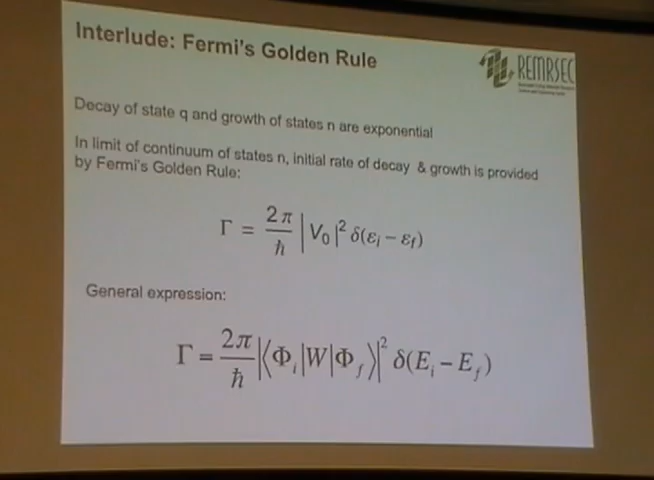 Interlude: Fermi's Golden Rule
REMRSEC
Decay of state q and growth of states n are exponential
In limit of continuum of states n, initial rate of decay & growth is provided
by Fermi's Golden Rule:
Γ = 2π/ħ |V₀|² δ(εᵢ − ε_f)
General expression:
Γ = 2π/ħ |⟨Φᵢ|W|Φ_f⟩|² δ(Eᵢ − E_f)